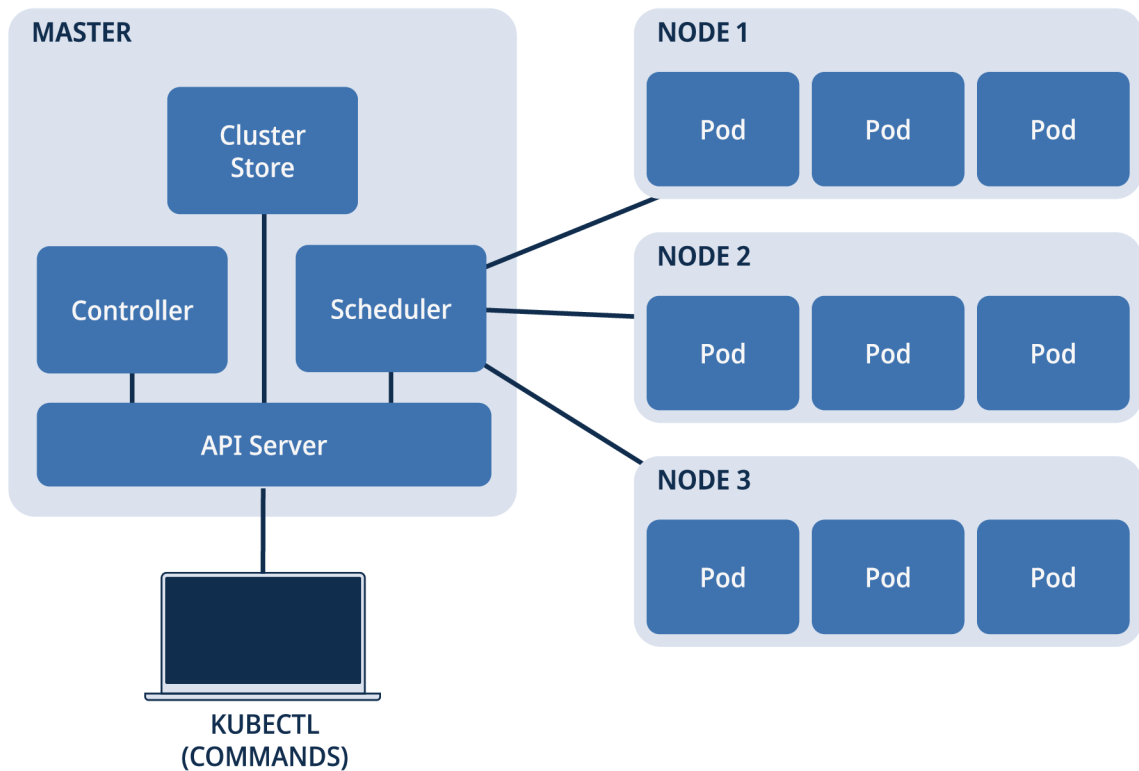 MASTER
Cluster
Store
Controller
Scheduler
API Server
KUBECTL
(COMMANDS)
NODE 1
Pod Pod Pod
NODE 2
Pod Pod Pod
NODE 3
Pod Pod Pod